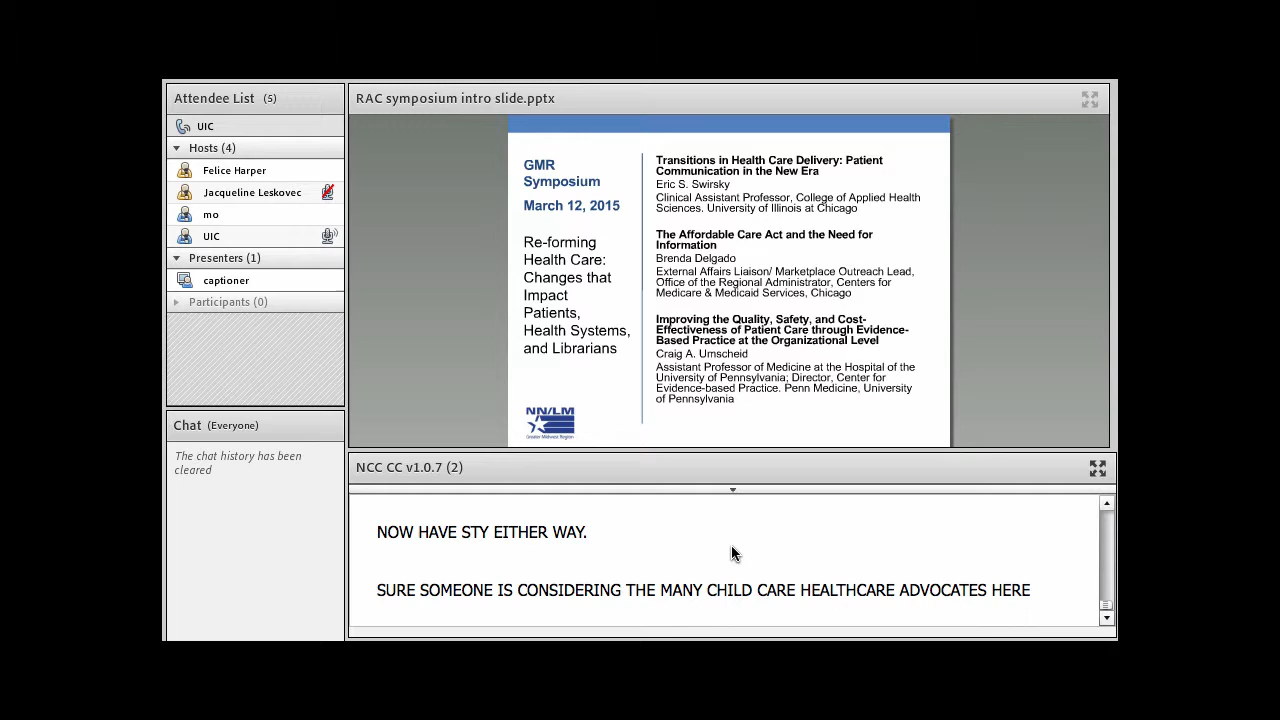 Attendee List (5)
UIC
Hosts (4)
Felice Harper
Jacqueline Leskovec
mo
UIC
Presenters (1)
captioner
Participants (0)
Chat (Everyone)
The chat history has been
cleared
RAC symposium intro slide.pptx
GMR
Symposium
March 12, 2015
Re-forming
Health Care:
Changes that
Impact
Patients,
Health Systems,
and Librarians
NN/LM
Greater Midwest Region
Transitions in Health Care Delivery: Patient
Communication in the New Era
Eric S. Swirsky
Clinical Assistant Professor, College of Applied Health
Sciences. University of Illinois at Chicago
The Affordable Care Act and the Need for
Information
Brenda Delgado
External Affairs Liaison/ Marketplace Outreach Lead,
Office of the Regional Administrator, Centers for
Medicare & Medicaid Services, Chicago
Improving the Quality, Safety, and Cost-
Effectiveness of Patient Care through Evidence-
Based Practice at the Organizational Level
Craig A. Umscheid
Assistant Professor of Medicine at the Hospital of the
University of Pennsylvania; Director, Center for
Evidence-based Practice. Penn Medicine, University
of Pennsylvania
NCC CC v1.0.7 (2)
NOW HAVE STY EITHER WAY.
SURE SOMEONE IS CONSIDERING THE MANY CHILD CARE HEALTHCARE ADVOCATES HERE